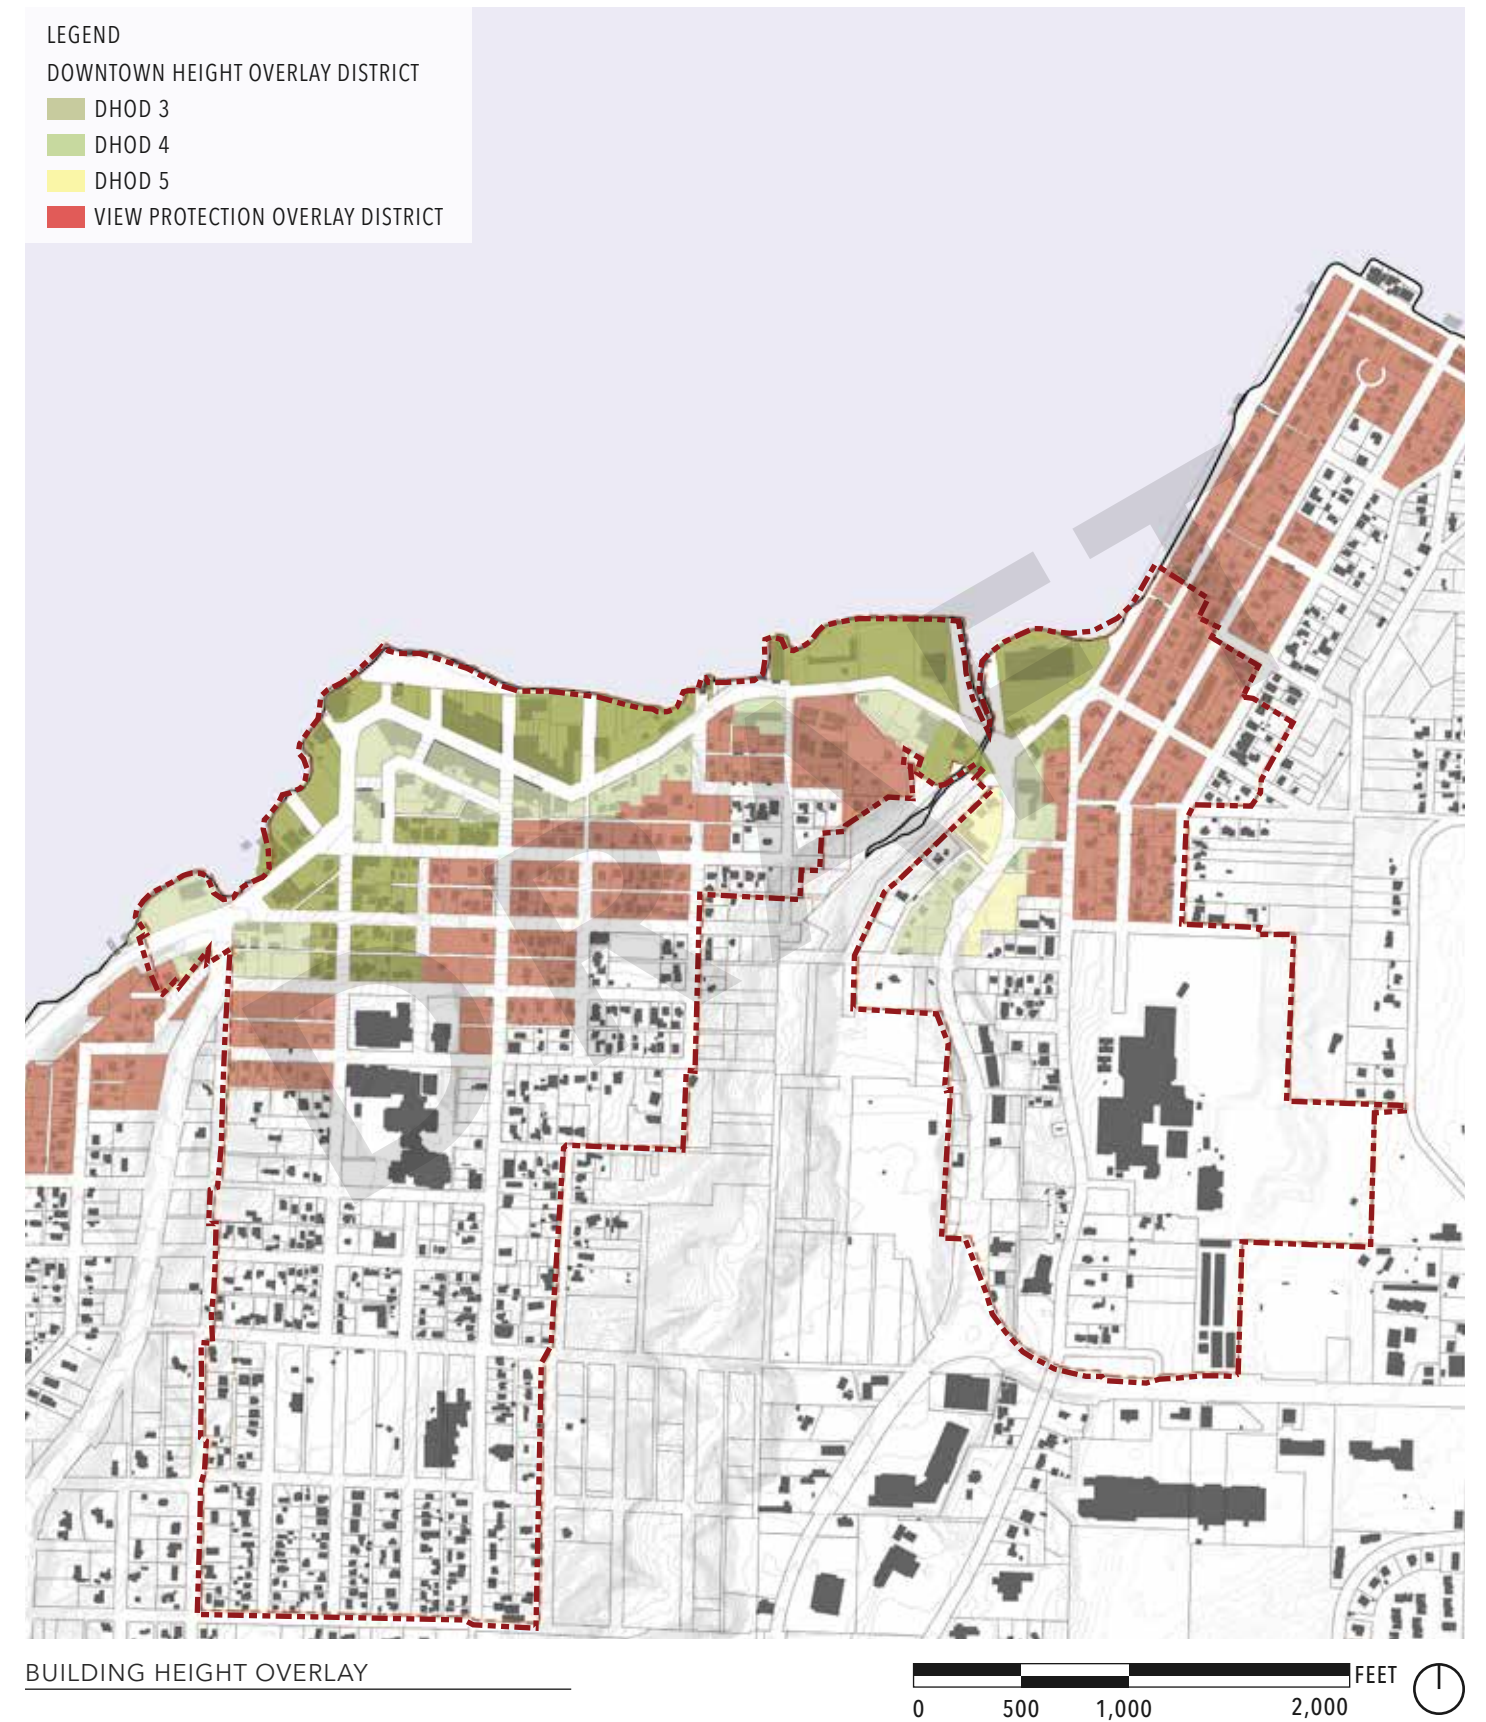 LEGEND
DOWNTOWN HEIGHT OVERLAY DISTRICT
DHOD 3
DHOD 4
DHOD 5
VIEW PROTECTION OVERLAY DISTRICT
DRAFT
BUILDING HEIGHT OVERLAY
FEET
0 500 1,000 2,000